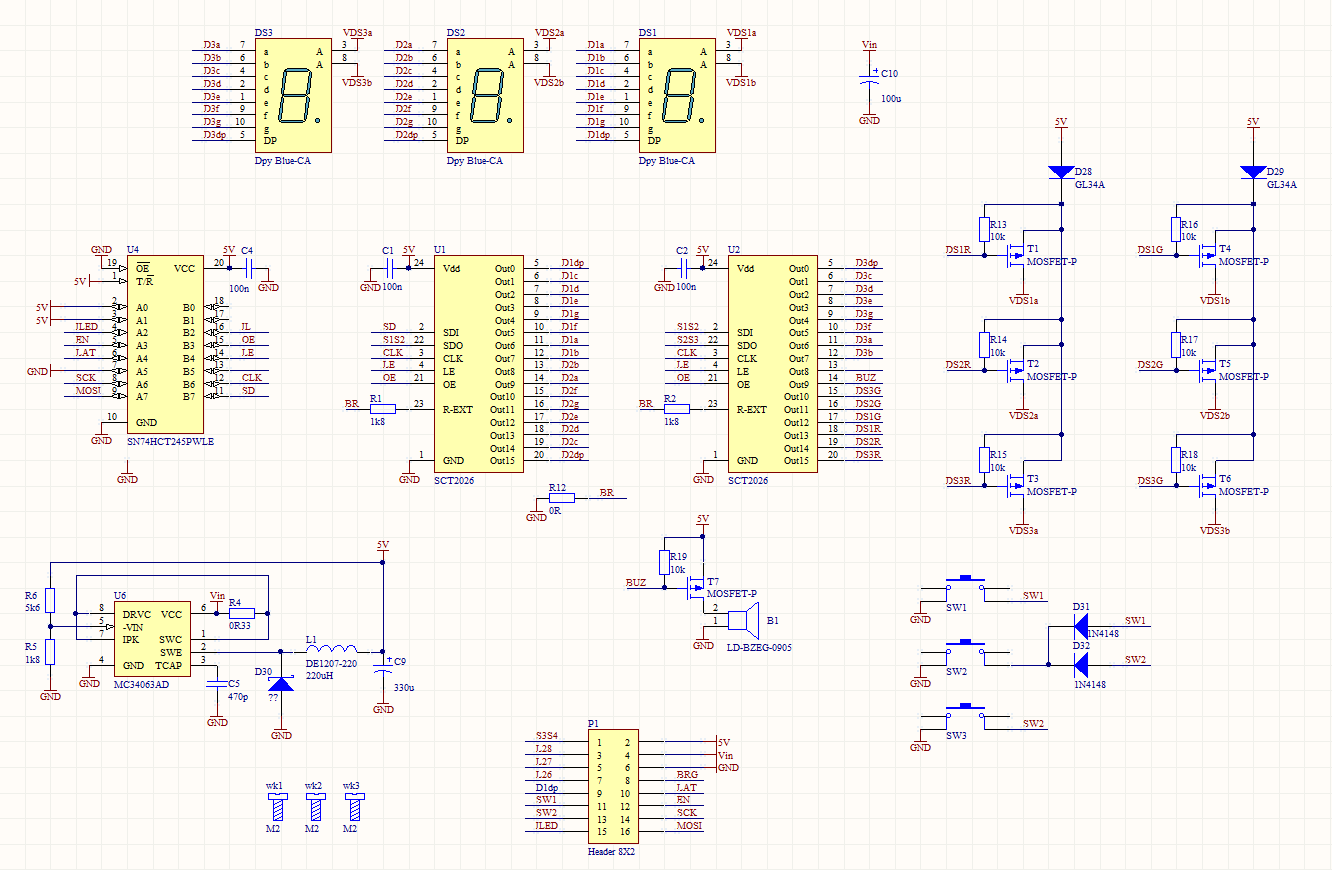 DS3 VDS3a DS2 VDS2a DS1 VDS1a
D3a 7 a A 3
D3b 6 b A 8
D3c 4 c
D3d 2 d VDS3b
D3e 1 e
D3f 9 f
D3g 10 g
D3dp 5 DP
Dpy Blue-CA
D2a 7 a A 3
D2b 6 b A 8
D2c 4 c
D2d 2 d VDS2b
D2e 1 e
D2f 9 f
D2g 10 g
D2dp 5 DP
Dpy Blue-CA
D1a 7 a A 3
D1b 6 b A 8
D1c 4 c
D1d 2 d VDS1b
D1e 1 e
D1f 9 f
D1g 10 g
D1dp 5 DP
Dpy Blue-CA
Vin
C10
100u
GND
5V 5V
D28 D29
GL34A GL34A
R13 R16
10k 10k
DS1R T1 DS1G T4
MOSFET-P MOSFET-P
VDS1a VDS1b
R14 R17
10k 10k
DS2R T2 DS2G T5
MOSFET-P MOSFET-P
VDS2a VDS2b
R15 R18
10k 10k
DS3R T3 DS3G T6
MOSFET-P MOSFET-P
VDS3a VDS3b
GND U4 5V C4
19 OE VCC 20
5V 1 T/R 100n GND
5V 2 A0 B0 18
5V 3 A1 B1 17
JLED 4 A2 B2 16 JL
EN 5 A3 B3 15 OE
LAT 6 A4 B4 14 LE
GND 7 A5 B5 13
SCK 8 A6 B6 12 CLK
MOSI 9 A7 B7 11 SD
10 GND
GND SN74HCT245PWLE
GND
C1 5V U1
GND 100n 24 Vdd Out0 5 D1dp
Out1 6 D1c
Out2 7 D1d
Out3 8 D1e
Out4 9 D1g
SD 2 SDI Out5 10 D1f
S1S2 22 SDO Out6 11 D1a
CLK 3 CLK Out7 12 D1b
LE 4 LE Out8 13 D2b
OE 21 OE Out9 14 D2a
Out10 15 D2f
BR R1 23 R-EXT Out11 16 D2g
1k8 Out12 17 D2e
Out13 18 D2d
Out14 19 D2c
1 GND Out15 20 D2dp
GND SCT2026
C2 5V U2
GND 100n 24 Vdd Out0 5 D3dp
Out1 6 D3c
Out2 7 D3d
Out3 8 D3e
Out4 9 D3g
S1S2 2 SDI Out5 10 D3f
S2S3 22 SDO Out6 11 D3a
CLK 3 CLK Out7 12 D3b
LE 4 LE Out8 13
OE 21 OE Out9 14 BUZ
Out10 15 DS3G
BR R2 23 R-EXT Out11 16 DS2G
1k8 Out12 17 DS1G
Out13 18 DS1R
Out14 19 DS2R
1 GND Out15 20 DS3R
GND SCT2026
R12 BR
GND 0R
5V
R19
10k
BUZ T7
MOSFET-P
2
1 B1
GND LD-BZEG-0905
5V
R6 U6 Vin R4
5k6 8 DRVC VCC 6 0R33
5 -VIN
7 IPK SWC 1
R5 SWE 2 L1
1k8 4 GND TCAP 3 DE1207-220
220uH
GND GND MC34063AD
C5
470p
GND
D30
??
GND
C9
330u
GND
SW1 SW1
GND
D31 SW1
1N4148
SW2 D32 SW2
GND 1N4148
SW3 SW2
GND
wk1 wk2 wk3
M2 M2 M2
P1
S3S4 1 2 5V
J28 3 4 Vin
J27 5 6 GND
J26 7 8 BRG
D1dp 9 10 LAT
SW1 11 12 EN
SW2 13 14 SCK
JLED 15 16 MOSI
Header 8X2